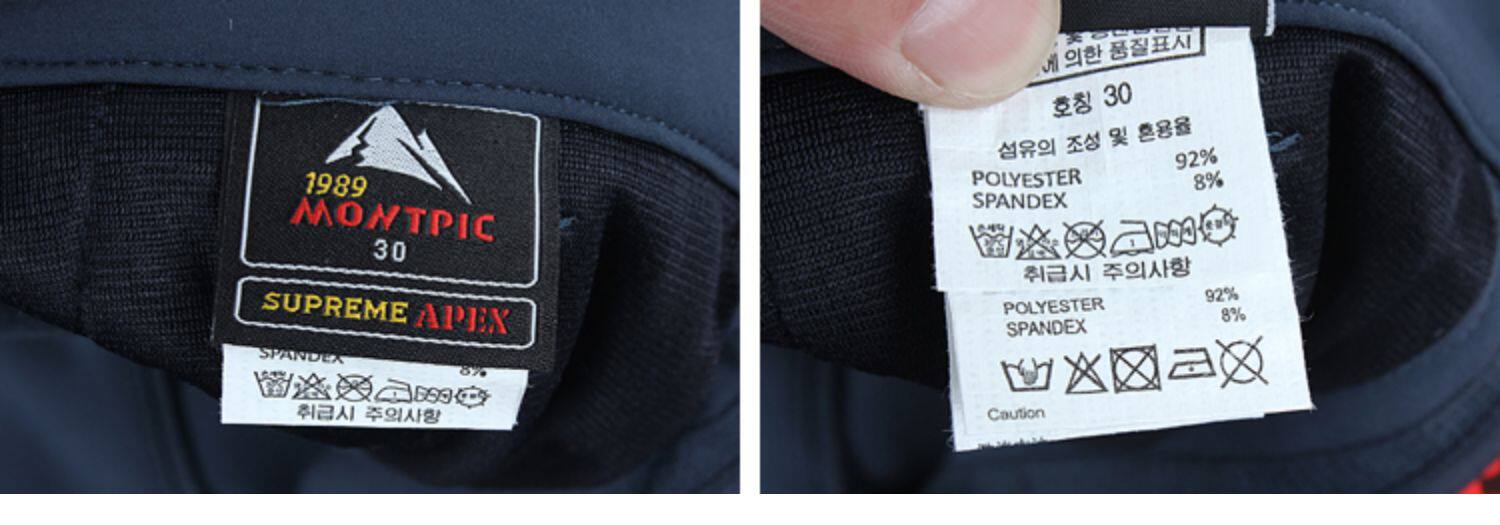 1989
MONTPIC
30
SUPREME APEX
SPANDEX 8%
취급시 주의사항
에 의한 품질표시
호칭 30
섬유의 조성 및 혼용율
POLYESTER 92%
SPANDEX 8%
취급시 주의사항
POLYESTER 92%
SPANDEX 8%
Caution